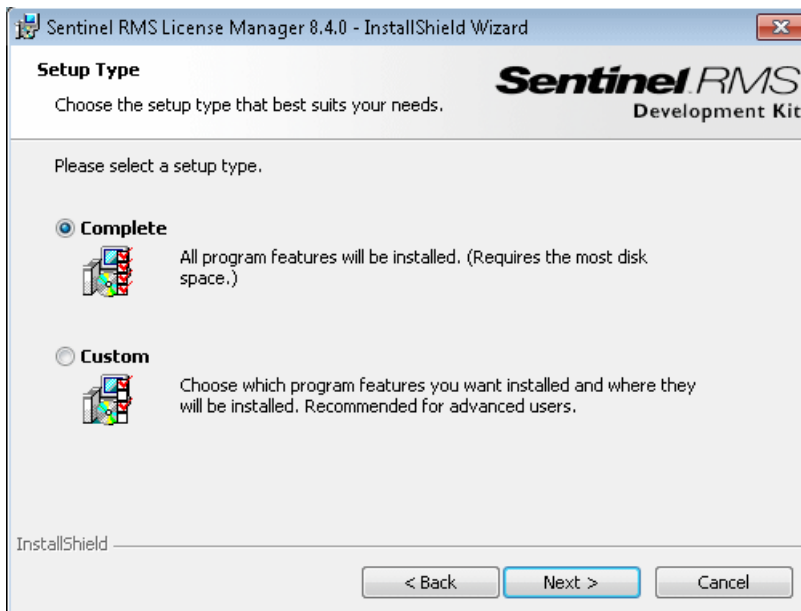 Sentinel RMS License Manager 8.4.0 - InstallShield Wizard
Setup Type
Choose the setup type that best suits your needs.
Sentinel RMS
Development Kit
Please select a setup type.
Complete
All program features will be installed. (Requires the most disk
space.)
Custom
Choose which program features you want installed and where they
will be installed. Recommended for advanced users.
InstallShield
< Back
Next >
Cancel